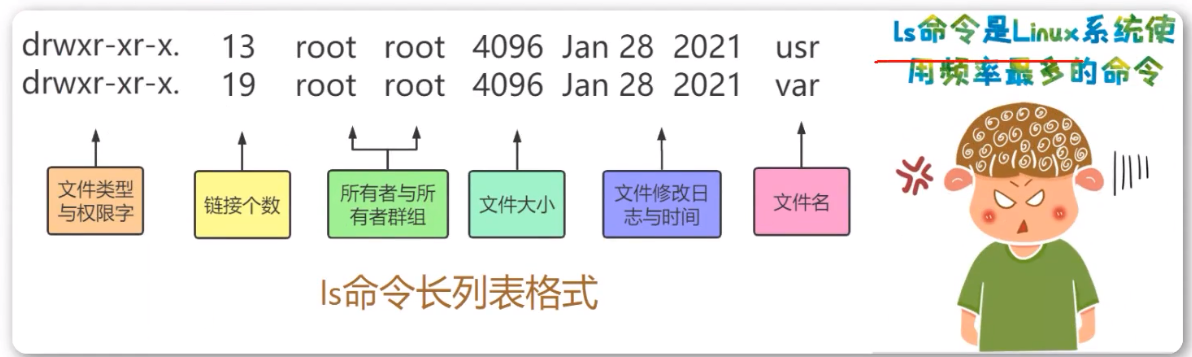 drwxr-xr-x. 13 root root 4096 Jan 28 2021 usr
drwxr-xr-x. 19 root root 4096 Jan 28 2021 var
ls命令是Linux系统使
用频率最多的命令
文件类型
与权限字
链接个数
所有者与所
有者群组
文件大小
文件修改日
志与时间
文件名
ls命令长列表格式